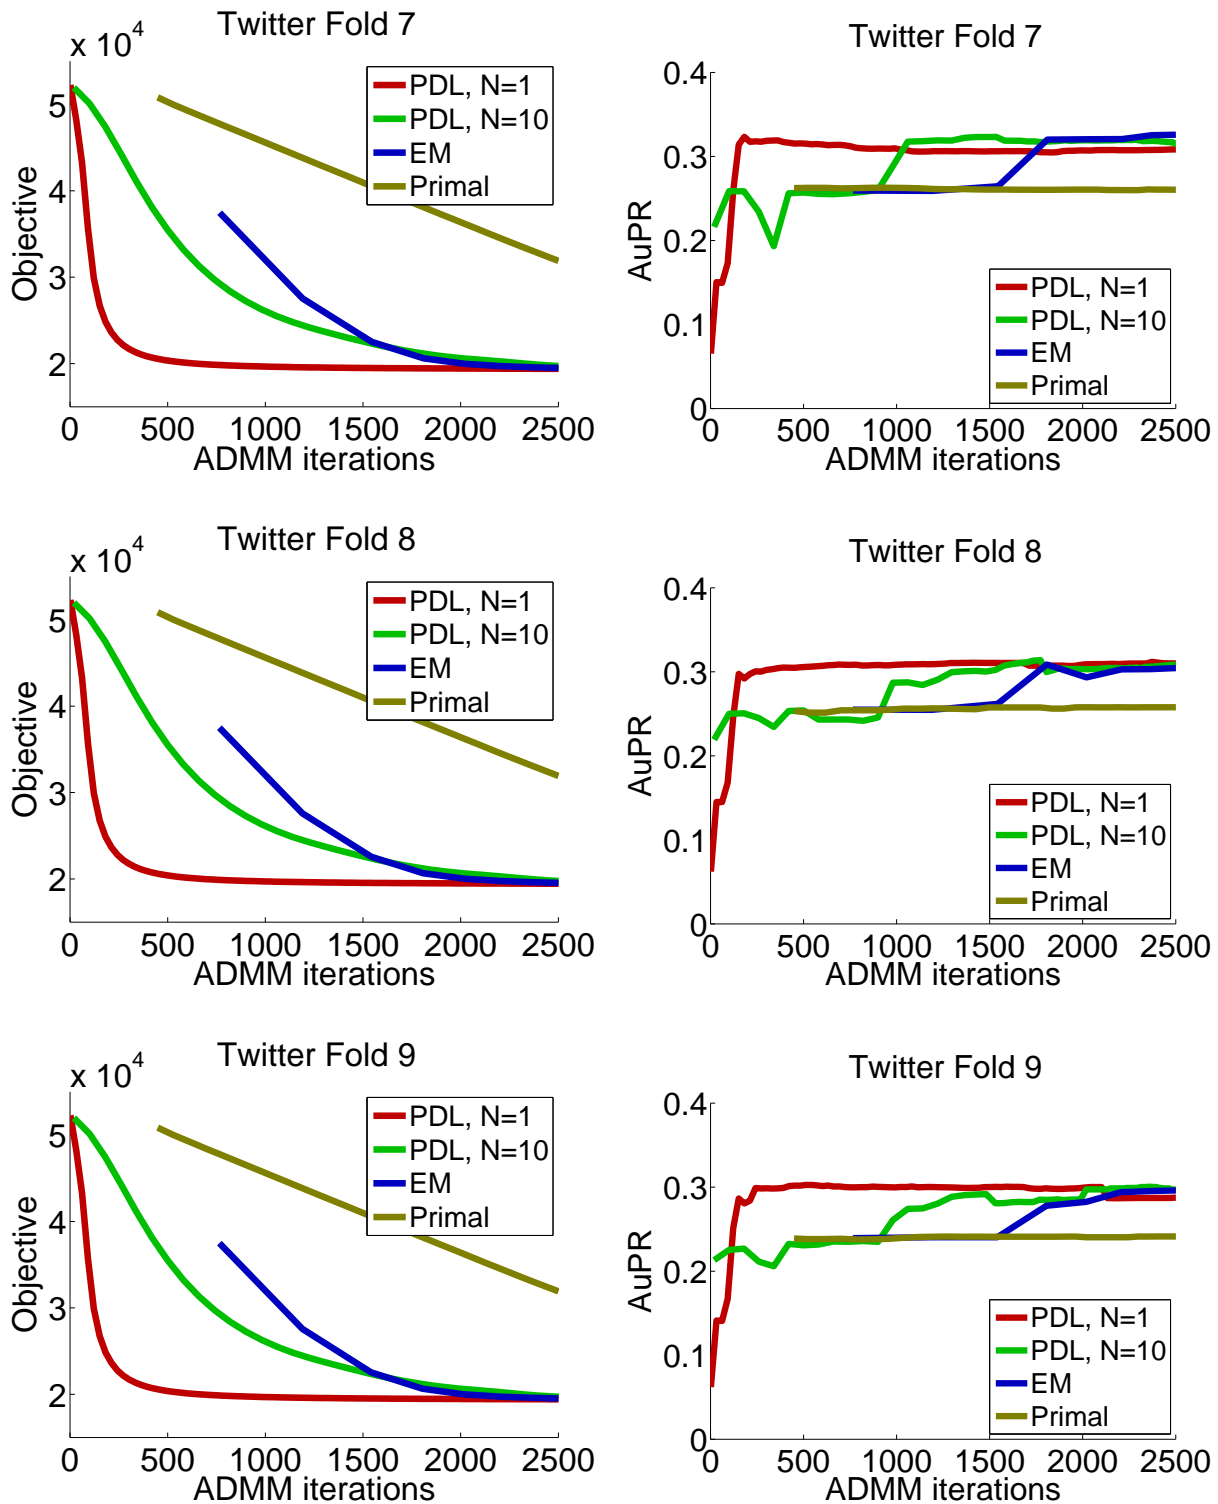 Twitter Fold 7
x 10^4
5
4
3
2
Objective
PDL, N=1
PDL, N=10
EM
Primal
0 500 1000 1500 2000 2500
ADMM iterations
Twitter Fold 7
0.4
0.3
0.2
0.1
0
AuPR
PDL, N=1
PDL, N=10
EM
Primal
0 500 1000 1500 2000 2500
ADMM iterations
Twitter Fold 8
x 10^4
5
4
3
2
Objective
PDL, N=1
PDL, N=10
EM
Primal
0 500 1000 1500 2000 2500
ADMM iterations
Twitter Fold 8
0.4
0.3
0.2
0.1
0
AuPR
PDL, N=1
PDL, N=10
EM
Primal
0 500 1000 1500 2000 2500
ADMM iterations
Twitter Fold 9
x 10^4
5
4
3
2
Objective
PDL, N=1
PDL, N=10
EM
Primal
0 500 1000 1500 2000 2500
ADMM iterations
Twitter Fold 9
0.4
0.3
0.2
0.1
0
AuPR
PDL, N=1
PDL, N=10
EM
Primal
0 500 1000 1500 2000 2500
ADMM iterations